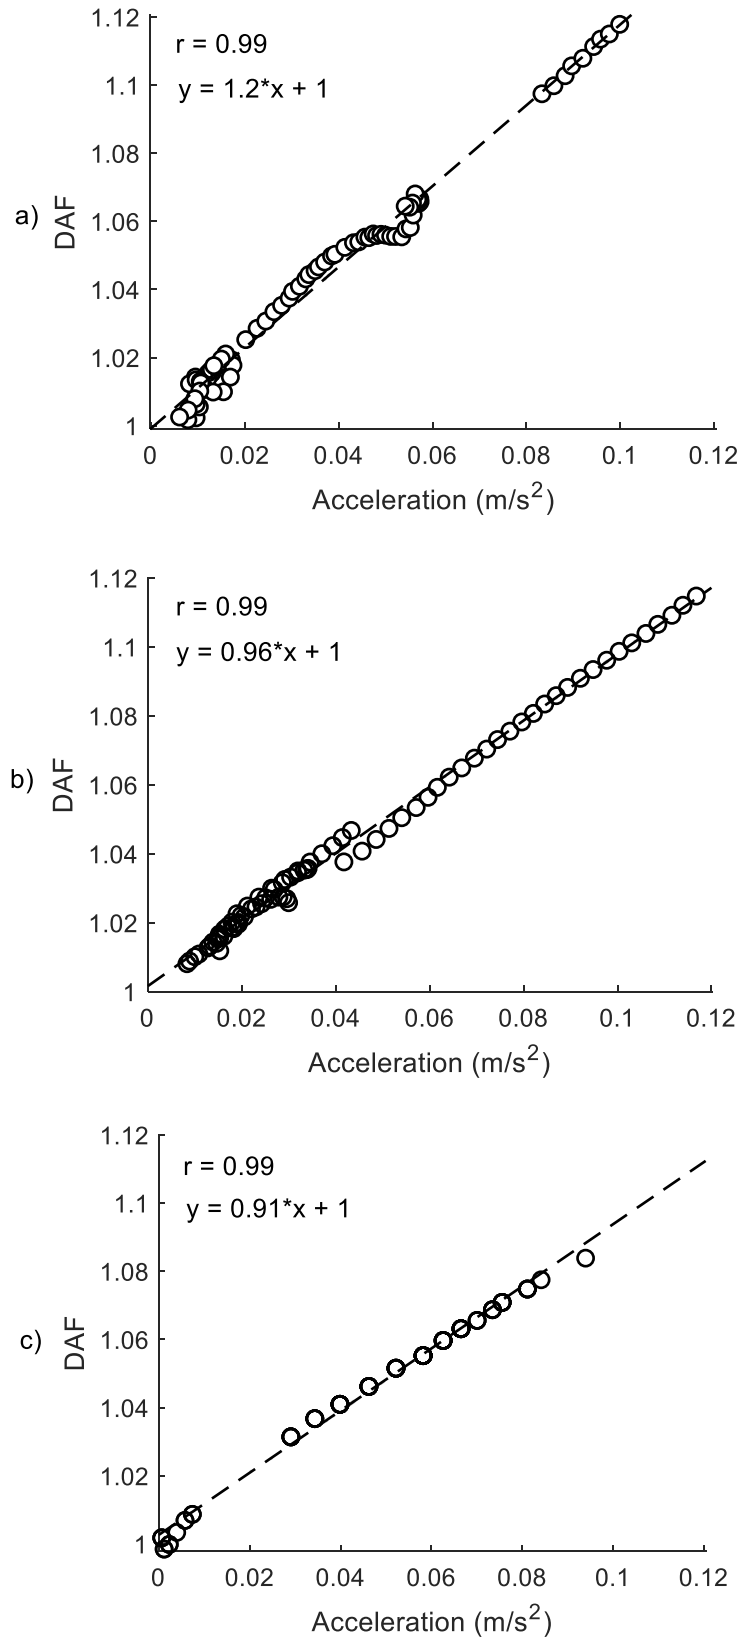 a)
DAF
1.12
1.1
1.08
1.06
1.04
1.02
1
r = 0.99
y = 1.2*x + 1
0 0.02 0.04 0.06 0.08 0.1 0.12
Acceleration (m/s²)
b)
DAF
1.12
1.1
1.08
1.06
1.04
1.02
1
r = 0.99
y = 0.96*x + 1
0 0.02 0.04 0.06 0.08 0.1 0.12
Acceleration (m/s²)
c)
DAF
1.12
1.1
1.08
1.06
1.04
1.02
1
r = 0.99
y = 0.91*x + 1
0 0.02 0.04 0.06 0.08 0.1 0.12
Acceleration (m/s²)